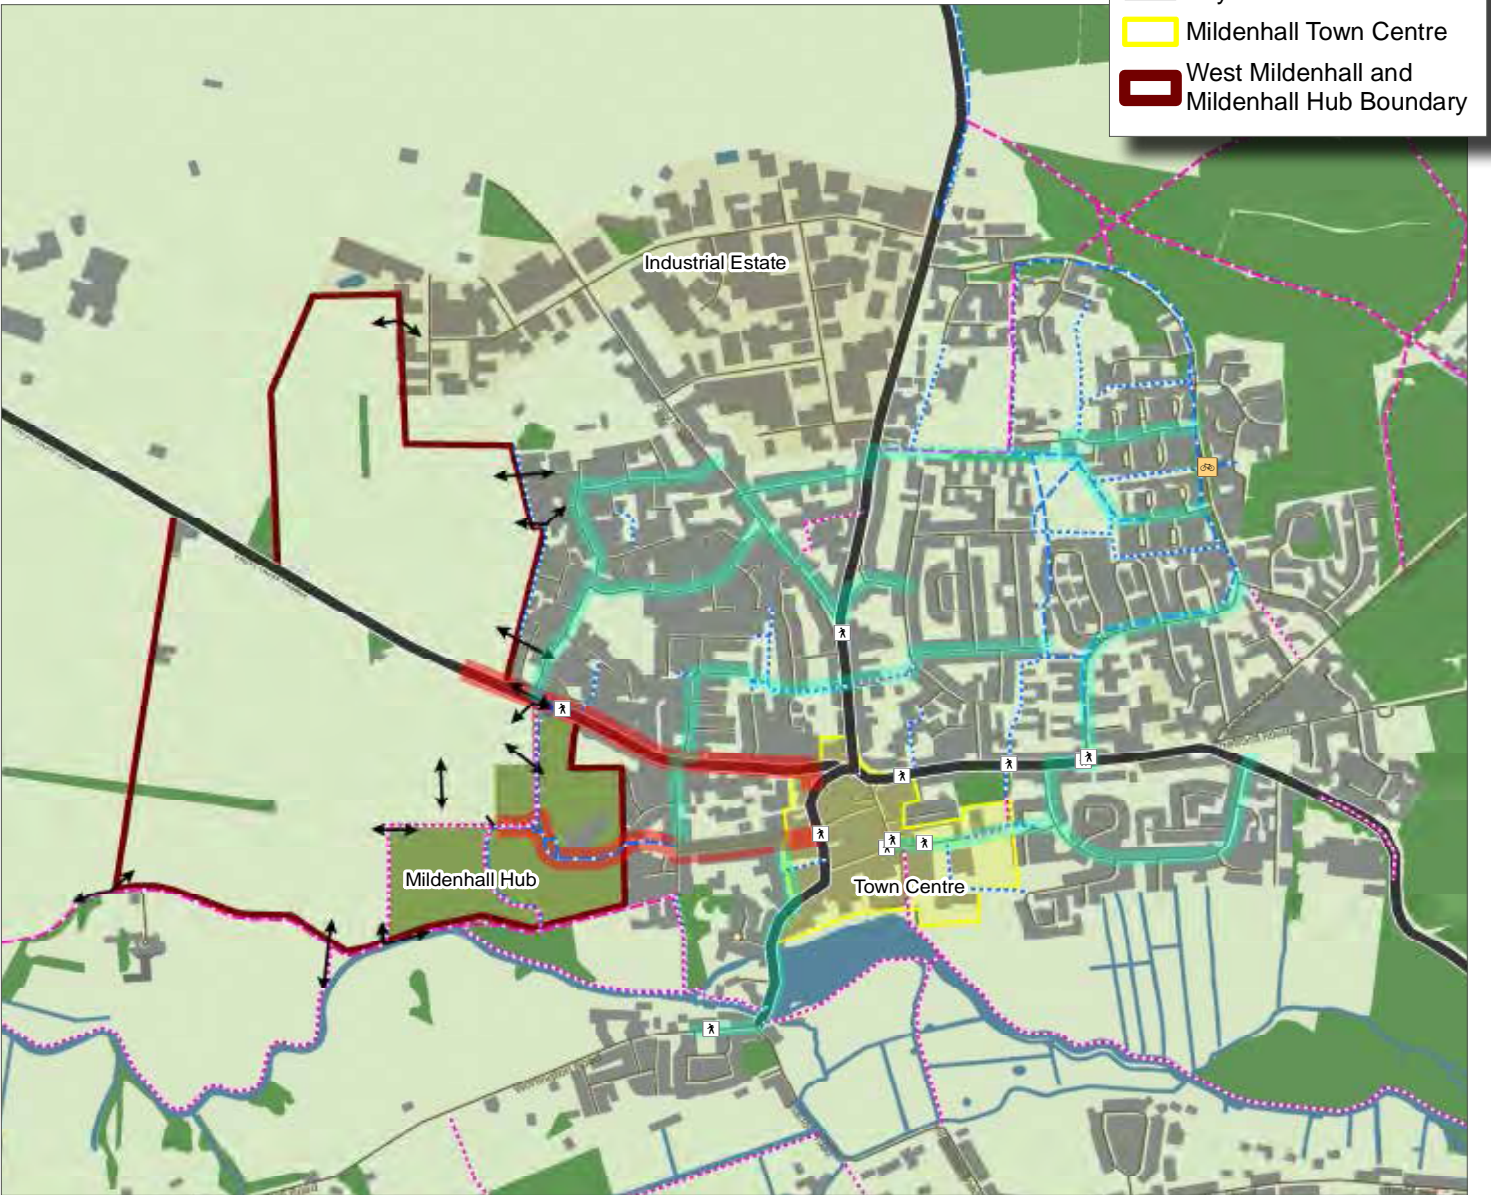 Mildenhall Town Centre
West Mildenhall and
Mildenhall Hub Boundary
Industrial Estate
Mildenhall Hub
Town Centre